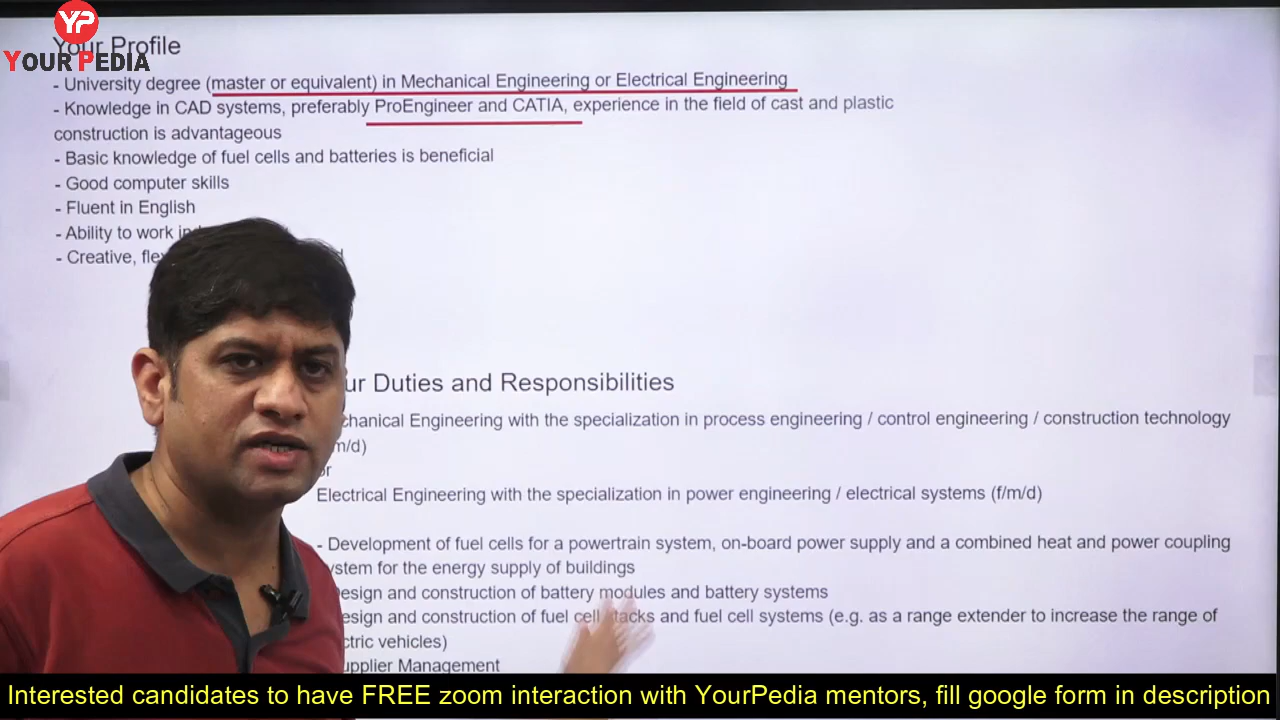 YP
YOUR PEDIA
Your Profile
- University degree (master or equivalent) in Mechanical Engineering or Electrical Engineering
- Knowledge in CAD systems, preferably ProEngineer and CATIA, experience in the field of cast and plastic
construction is advantageous
- Basic knowledge of fuel cells and batteries is beneficial
- Good computer skills
- Fluent in English
- Ability to work
- Creative,
ur Duties and Responsibilities
chanical Engineering with the specialization in process engineering / control engineering / construction technology
m/d)
or
Electrical Engineering with the specialization in power engineering / electrical systems (f/m/d)
- Development of fuel cells for a powertrain system, on-board power supply and a combined heat and power coupling
ystem for the energy supply of buildings
esign and construction of battery modules and battery systems
esign and construction of fuel cell stacks and fuel cell systems (e.g. as a range extender to increase the range of
ctric vehicles)
upplier Management
Interested candidates to have FREE zoom interaction with YourPedia mentors, fill google form in description